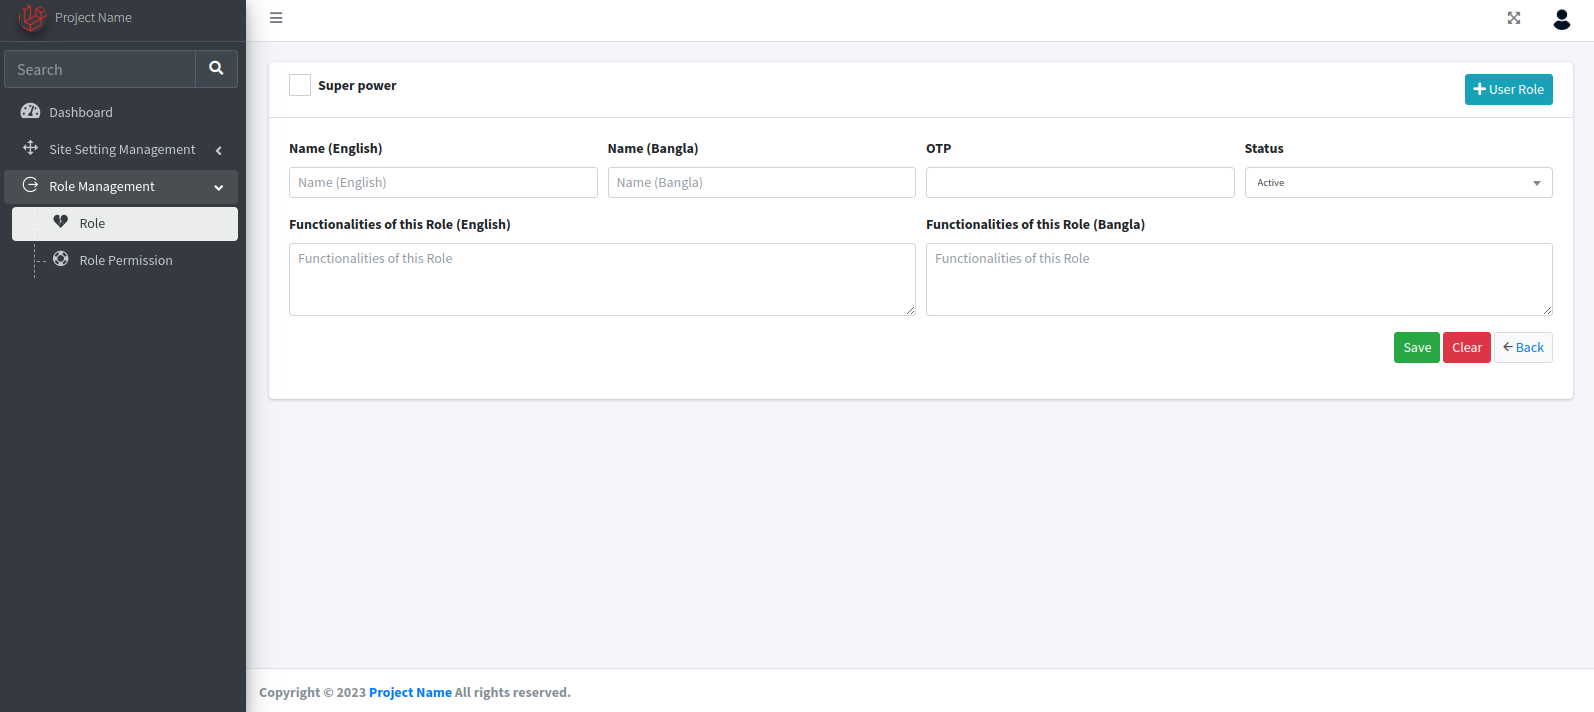 Project Name
Search
Dashboard
Site Setting Management
Role Management
Role
Role Permission
Super power
User Role
Name (English)
Name (Bangla)
OTP
Status
Name (English)
Name (Bangla)
Active
Functionalities of this Role (English)
Functionalities of this Role (Bangla)
Functionalities of this Role
Functionalities of this Role
Save
Clear
Back
Copyright © 2023 Project Name All rights reserved.